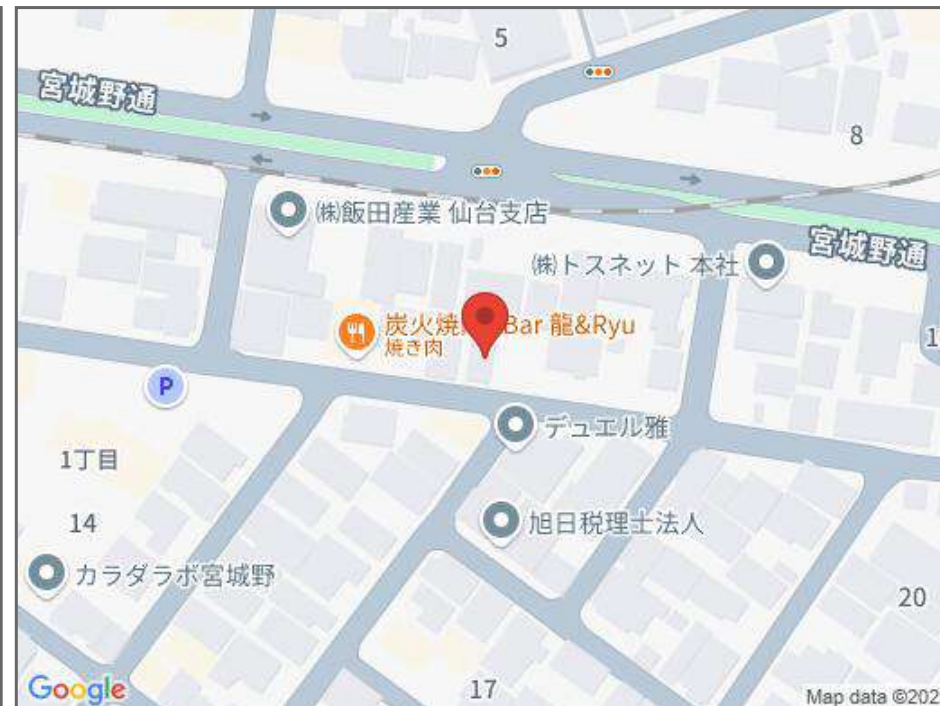 5
宮城野通
8
(株)飯田産業 仙台支店
(株)トスネット 本社
宮城野通
炭火焼 Bar 龍&Ryu
焼き肉
1
P
デュエル雅
1丁目
14
旭日税理士法人
カラダラボ宮城野
20
17
Google
Map data ©202